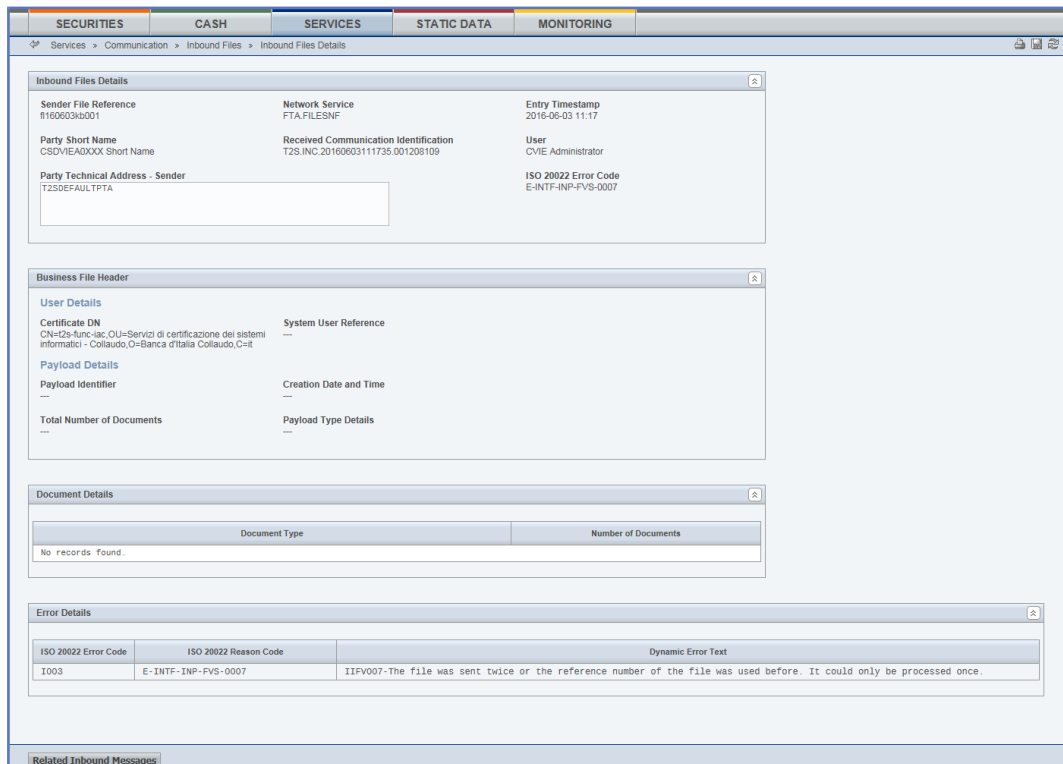 SECURITIES CASH SERVICES STATIC DATA MONITORING
Services » Communication » Inbound Files » Inbound Files Details
Inbound Files Details
Sender File Reference Network Service Entry Timestamp
fl160603kb001 FTA.FILESNF 2016-06-03 11:17
Party Short Name Received Communication Identification User
CSDVIEA0XXX Short Name T2S.INC.20160603111735.001208109 CVIE Administrator
Party Technical Address - Sender ISO 20022 Error Code
T2SDEFAULTPTA E-INTF-INP-FVS-0007
Business File Header
User Details
Certificate DN System User Reference
CN=t2s-func-iac,OU=Servizi di certificazione dei sistemi ---
informatici - Collaudo,O=Banca d'Italia Collaudo,C=it
Payload Details
Payload Identifier Creation Date and Time
--- ---
Total Number of Documents Payload Type Details
--- ---
Document Details
Document Type Number of Documents
No records found.
Error Details
ISO 20022 Error Code ISO 20022 Reason Code Dynamic Error Text
I003 E-INTF-INP-FVS-0007 IIFV007-The file was sent twice or the reference number of the file was used before. It could only be processed once.
Related Inbound Messages